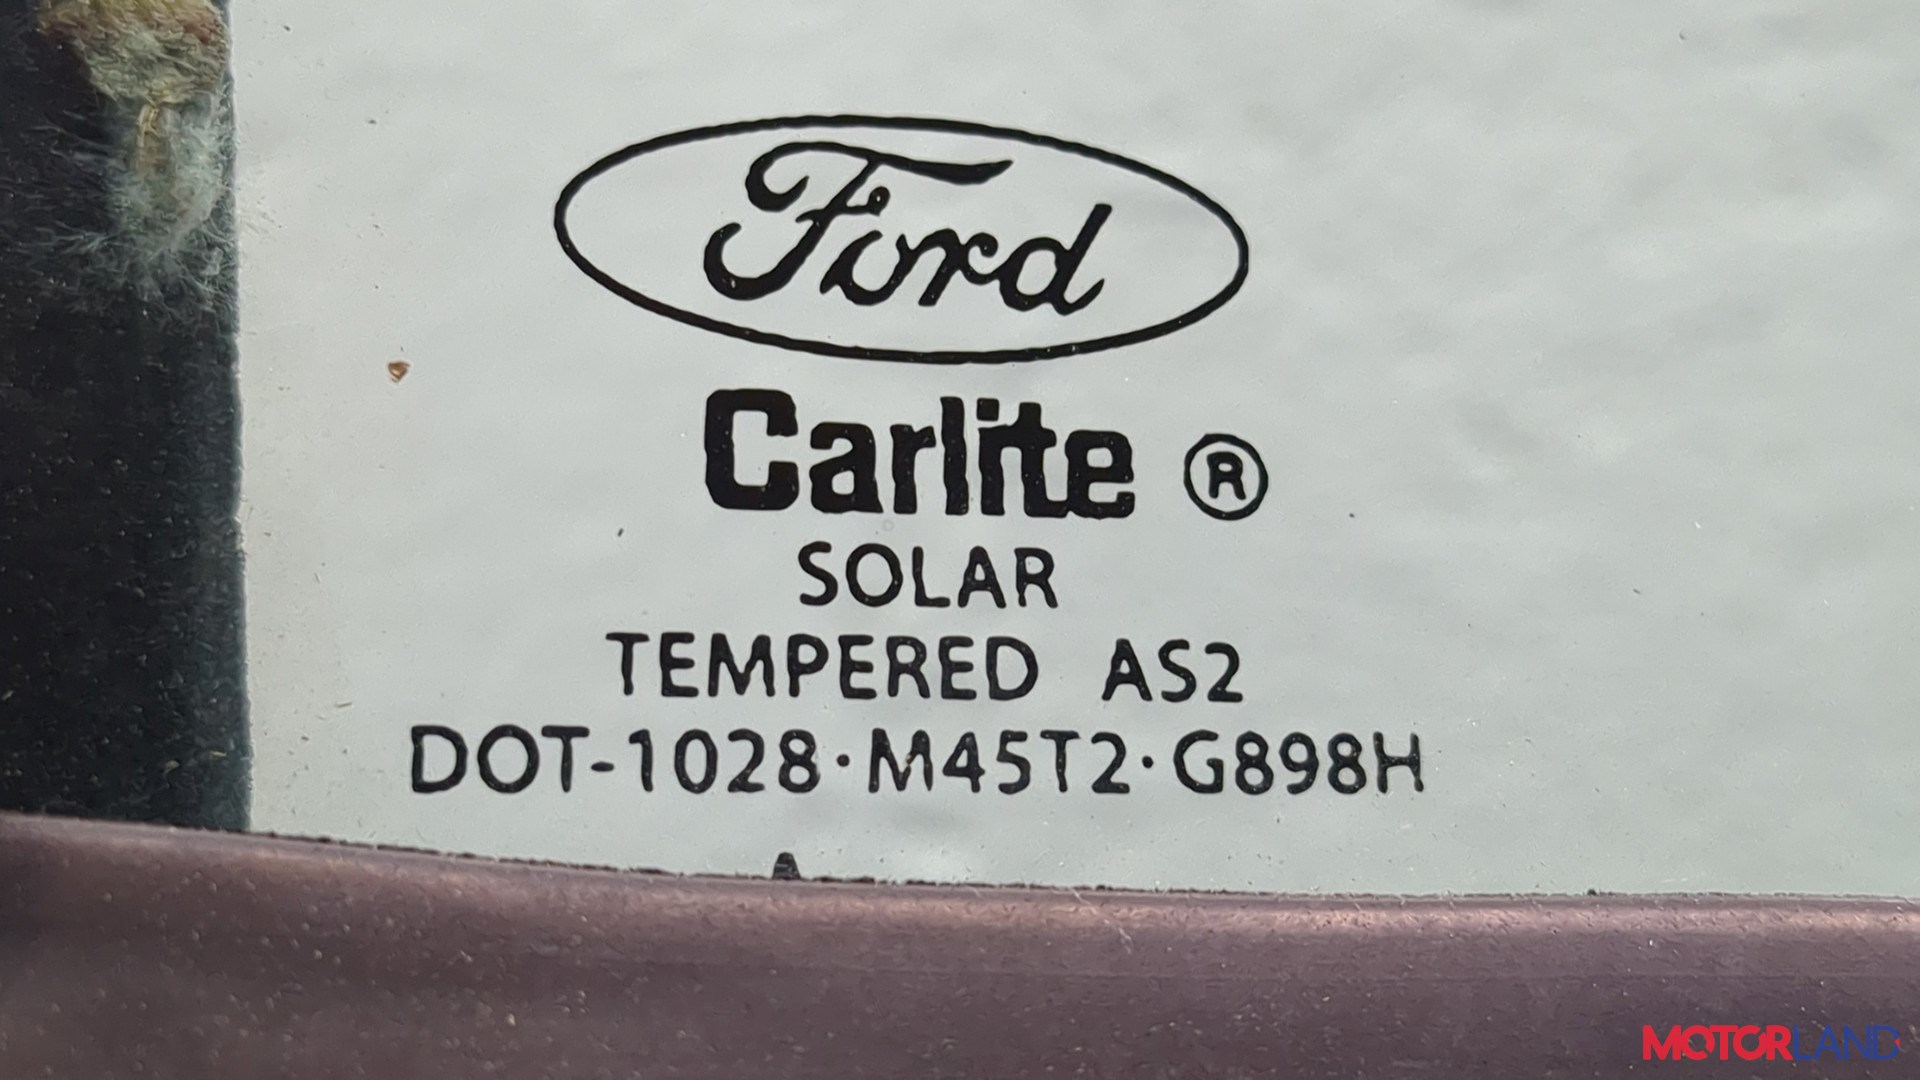 Ford
Carlite ®
SOLAR
TEMPERED AS2
DOT-1028·M45T2·G898H
MOTORLAND